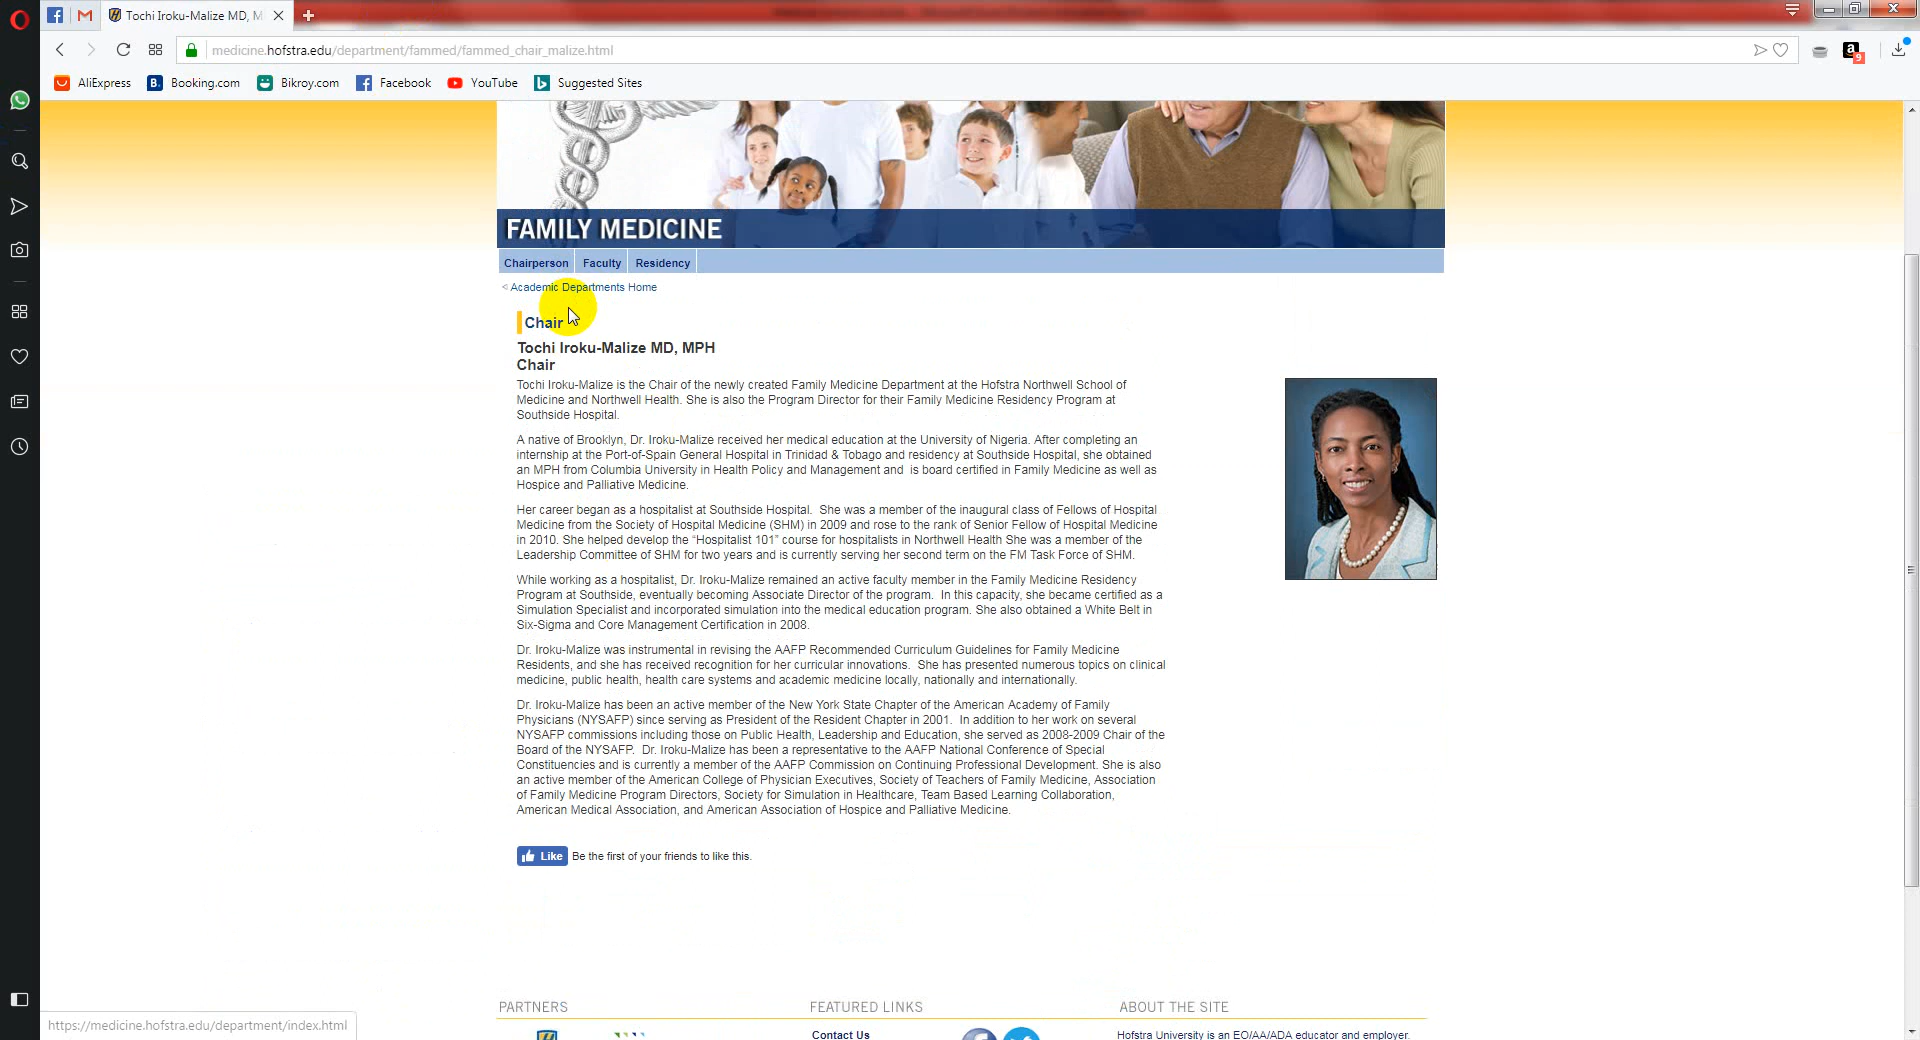 Tochi Iroku-Malize MD, M
medicine.hofstra.edu/department/fammed/fammed_chair_malize.html
9
AliExpress Booking.com Bikroy.com Facebook YouTube Suggested Sites
FAMILY MEDICINE
Chairperson Faculty Residency
< Academic Departments Home
Chair
Tochi Iroku-Malize MD, MPH
Chair
Tochi Iroku-Malize is the Chair of the newly created Family Medicine Department at the Hofstra Northwell School of
Medicine and Northwell Health. She is also the Program Director for their Family Medicine Residency Program at
Southside Hospital.
A native of Brooklyn, Dr. Iroku-Malize received her medical education at the University of Nigeria. After completing an
internship at the Port-of-Spain General Hospital in Trinidad & Tobago and residency at Southside Hospital, she obtained
an MPH from Columbia University in Health Policy and Management and is board certified in Family Medicine as well as
Hospice and Palliative Medicine.
Her career began as a hospitalist at Southside Hospital. She was a member of the inaugural class of Fellows of Hospital
Medicine from the Society of Hospital Medicine (SHM) in 2009 and rose to the rank of Senior Fellow of Hospital Medicine
in 2010. She helped develop the “Hospitalist 101” course for hospitalists in Northwell Health She was a member of the
Leadership Committee of SHM for two years and is currently serving her second term on the FM Task Force of SHM.
While working as a hospitalist, Dr. Iroku-Malize remained an active faculty member in the Family Medicine Residency
Program at Southside, eventually becoming Associate Director of the program. In this capacity, she became certified as a
Simulation Specialist and incorporated simulation into the medical education program. She also obtained a White Belt in
Six-Sigma and Core Management Certification in 2008.
Dr. Iroku-Malize was instrumental in revising the AAFP Recommended Curriculum Guidelines for Family Medicine
Residents, and she has received recognition for her curricular innovations. She has presented numerous topics on clinical
medicine, public health, health care systems and academic medicine locally, nationally and internationally.
Dr. Iroku-Malize has been an active member of the New York State Chapter of the American Academy of Family
Physicians (NYSAFP) since serving as President of the Resident Chapter in 2001. In addition to her work on several
NYSAFP commissions including those on Public Health, Leadership and Education, she served as 2008-2009 Chair of the
Board of the NYSAFP. Dr. Iroku-Malize has been a representative to the AAFP National Conference of Special
Constituencies and is currently a member of the AAFP Commission on Continuing Professional Development. She is also
an active member of the American College of Physician Executives, Society of Teachers of Family Medicine, Association
of Family Medicine Program Directors, Society for Simulation in Healthcare, Team Based Learning Collaboration,
American Medical Association, and American Association of Hospice and Palliative Medicine.
Like Be the first of your friends to like this.
PARTNERS FEATURED LINKS ABOUT THE SITE
https://medicine.hofstra.edu/department/index.html
Contact Us Hofstra University is an EO/AA/ADA educator and employer.